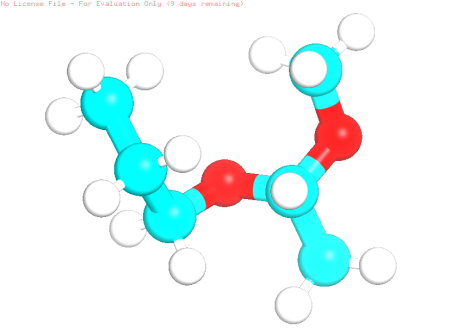 No License File - For Evaluation Only (9 days remaining)